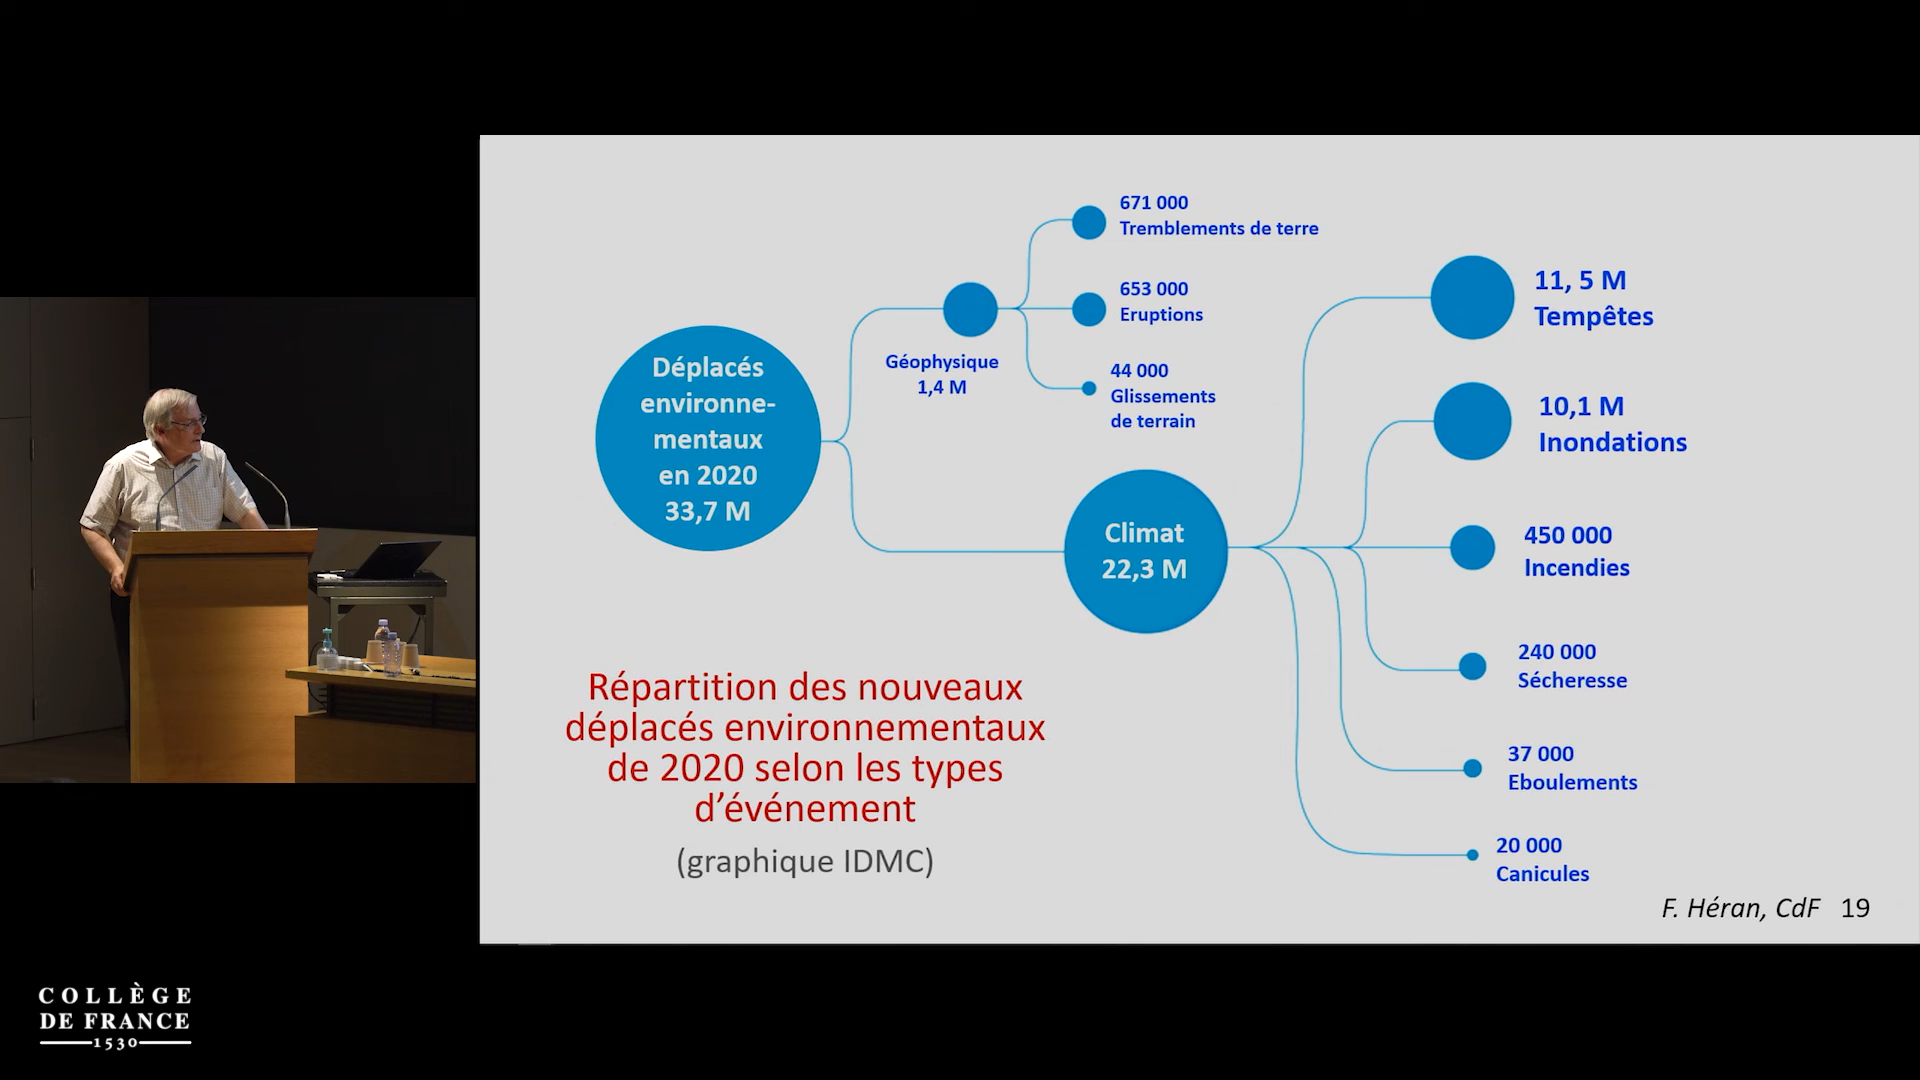 Déplacés
environne-
mentaux
en 2020
33,7 M
Géophysique
1,4 M
671 000
Tremblements de terre
653 000
Eruptions
44 000
Glissements
de terrain
Climat
22,3 M
11, 5 M
Tempêtes
10,1 M
Inondations
450 000
Incendies
240 000
Sécheresse
37 000
Eboulements
20 000
Canicules
Répartition des nouveaux
déplacés environnementaux
de 2020 selon les types
d’événement
(graphique IDMC)
F. Héran, CdF 19
COLLÈGE
DE FRANCE
1530